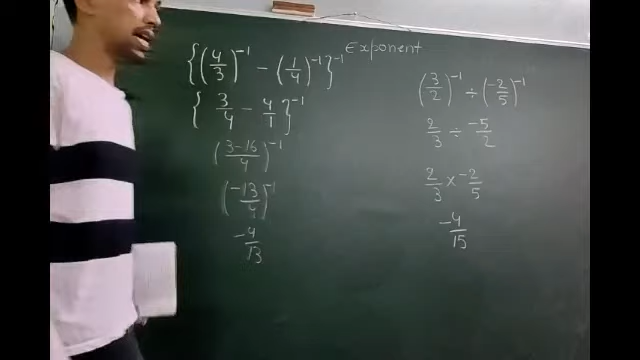 Exponent
{(4/3)^-1 - (1/4)^-1}^-1
{3/4 - 4/1}^-1
(3-16/4)^-1
(-13/4)^-1
-4/13
(3/2)^-1 ÷ (-2/5)^-1
2/3 ÷ -5/2
2/3 × -2/5
-4/15